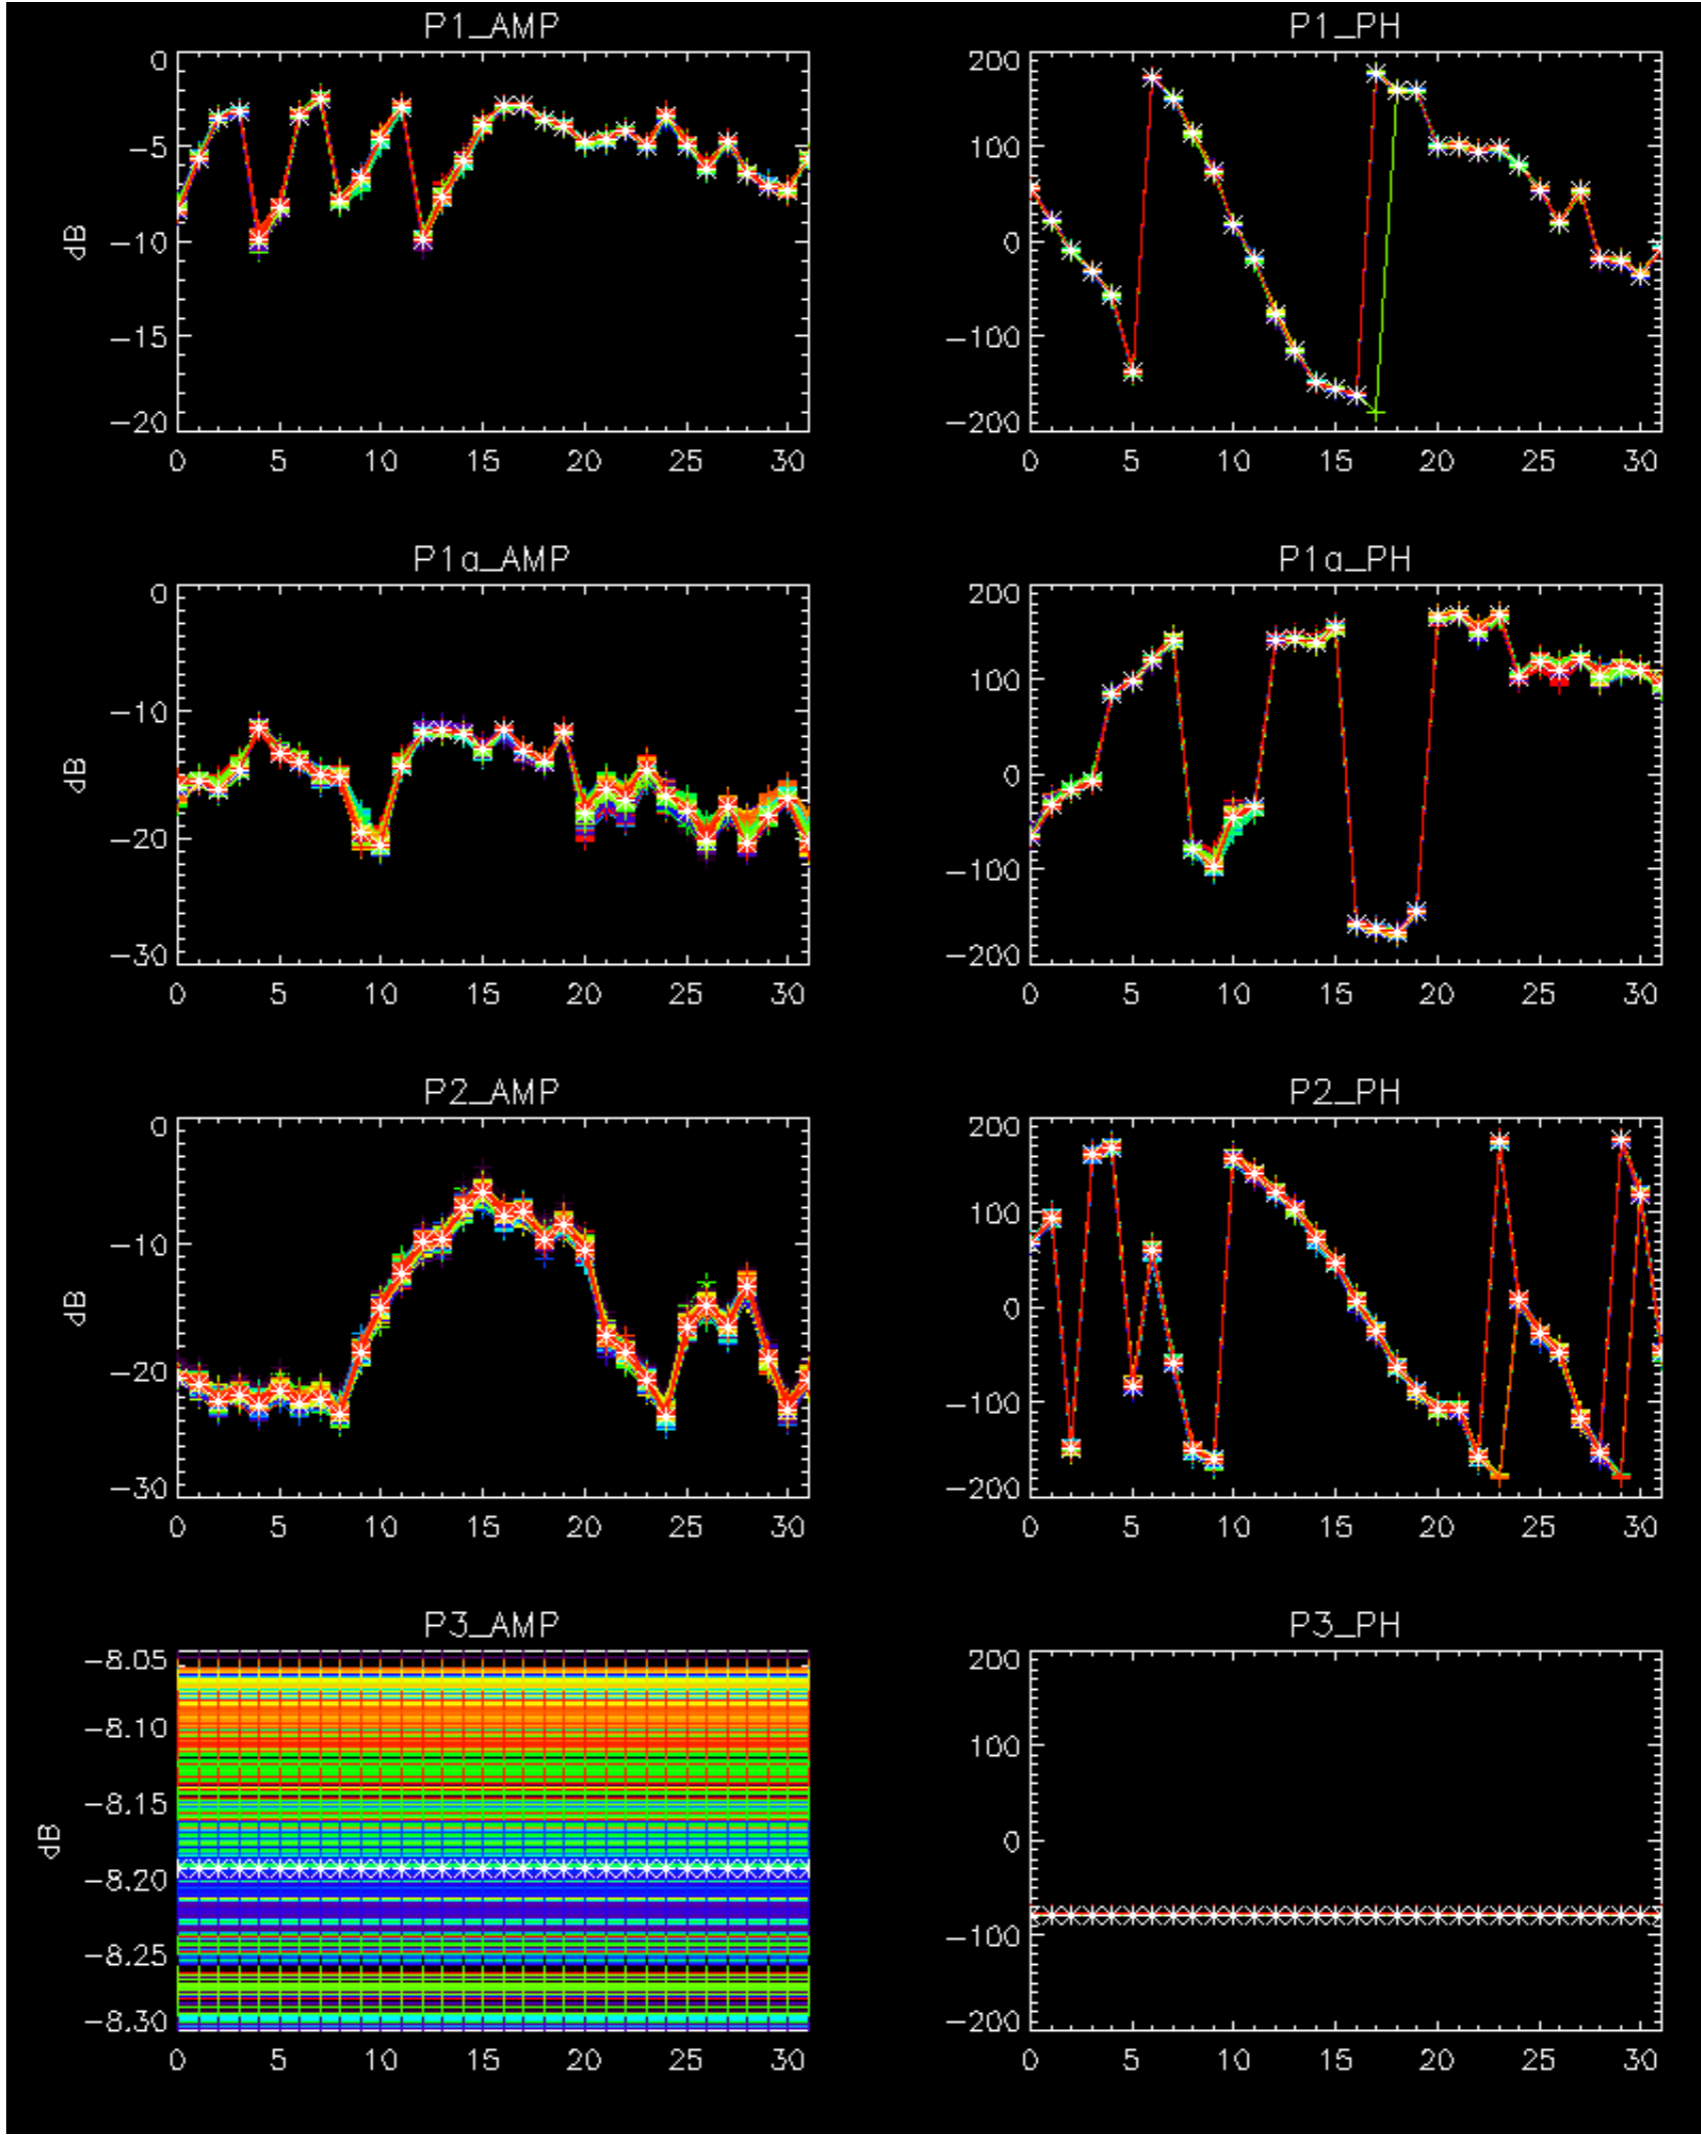 P1_AMP P1_PH
0 200
-5 100
dB -10 0
-15 -100
-20 -200
0 5 10 15 20 25 30 0 5 10 15 20 25 30
P1a_AMP P1a_PH
0 200
-10 100
dB 0
-20 -100
-30 -200
0 5 10 15 20 25 30 0 5 10 15 20 25 30
P2_AMP P2_PH
0 200
-10 100
dB 0
-20 -100
-30 -200
0 5 10 15 20 25 30 0 5 10 15 20 25 30
P3_AMP P3_PH
-8.05 200
-8.10 100
-8.15
dB 0
-8.20
-8.25 -100
-8.30 -200
0 5 10 15 20 25 30 0 5 10 15 20 25 30